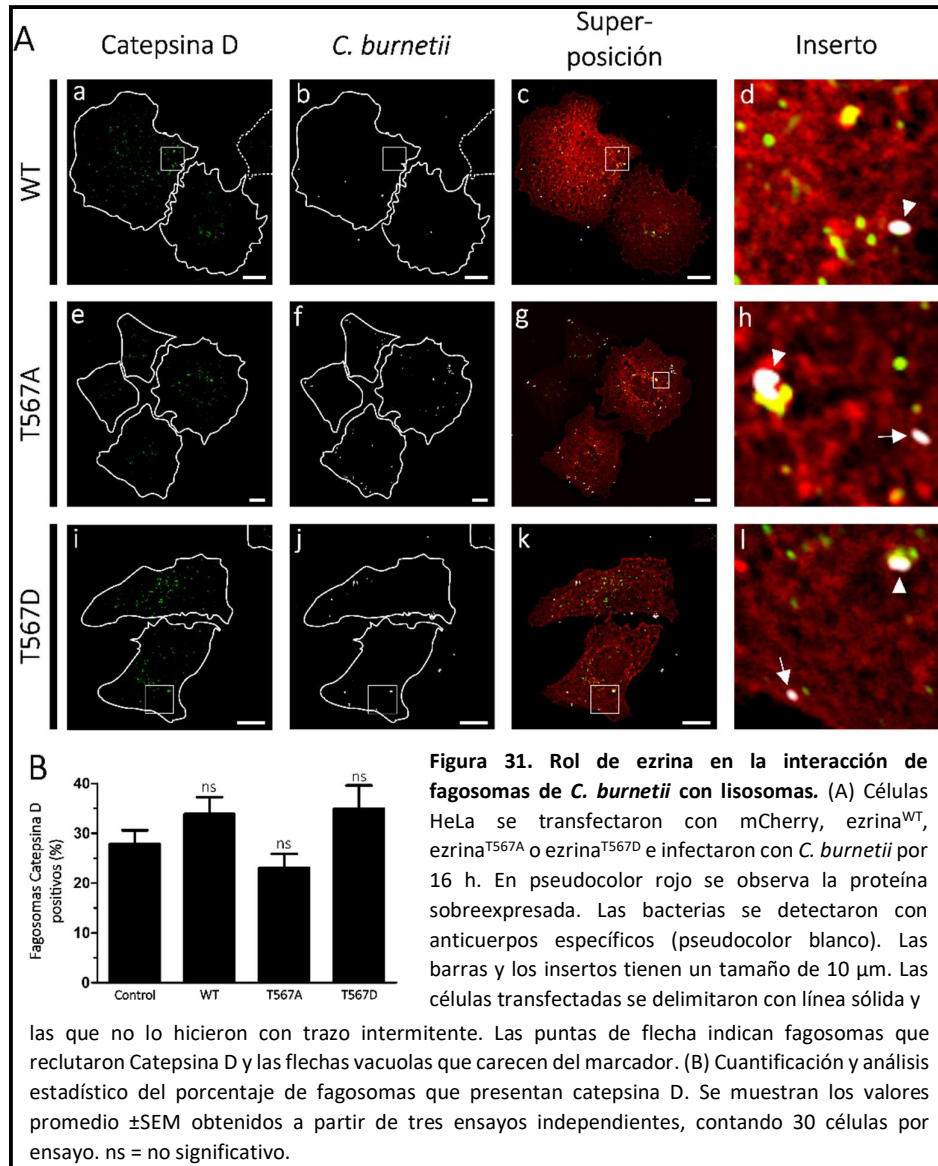 A
Catepsina D
C. burnetii
Super-
posición
Inserto
WT
a
b
c
d
T567A
e
f
g
h
T567D
i
j
k
l
B
Fagosomas Catepsina D
positivos (%)
40
30
20
10
0
ns
ns
ns
Control
WT
T567A
T567D
Figura 31. Rol de ezrina en la interacción de
fagosomas de C. burnetii con lisosomas. (A) Células
HeLa se transfectaron con mCherry, ezrinaWT,
ezrinaT567A o ezrinaT567D e infectaron con C. burnetii por
16 h. En pseudocolor rojo se observa la proteína
sobreexpresada. Las bacterias se detectaron con
anticuerpos específicos (pseudocolor blanco). Las
barras y los insertos tienen un tamaño de 10 µm. Las
células transfectadas se delimitaron con línea sólida y
las que no lo hicieron con trazo intermitente. Las puntas de flecha indican fagosomas que
reclutaron Catepsina D y las flechas vacuolas que carecen del marcador. (B) Cuantificación y análisis
estadístico del porcentaje de fagosomas que presentan catepsina D. Se muestran los valores
promedio ±SEM obtenidos a partir de tres ensayos independientes, contando 30 células por
ensayo. ns = no significativo.